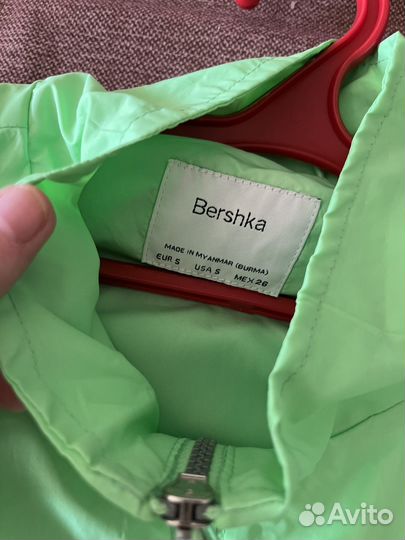 Bershka
MADE IN MYANMAR (BURMA)
EUR S USA S MEX 26
Avito